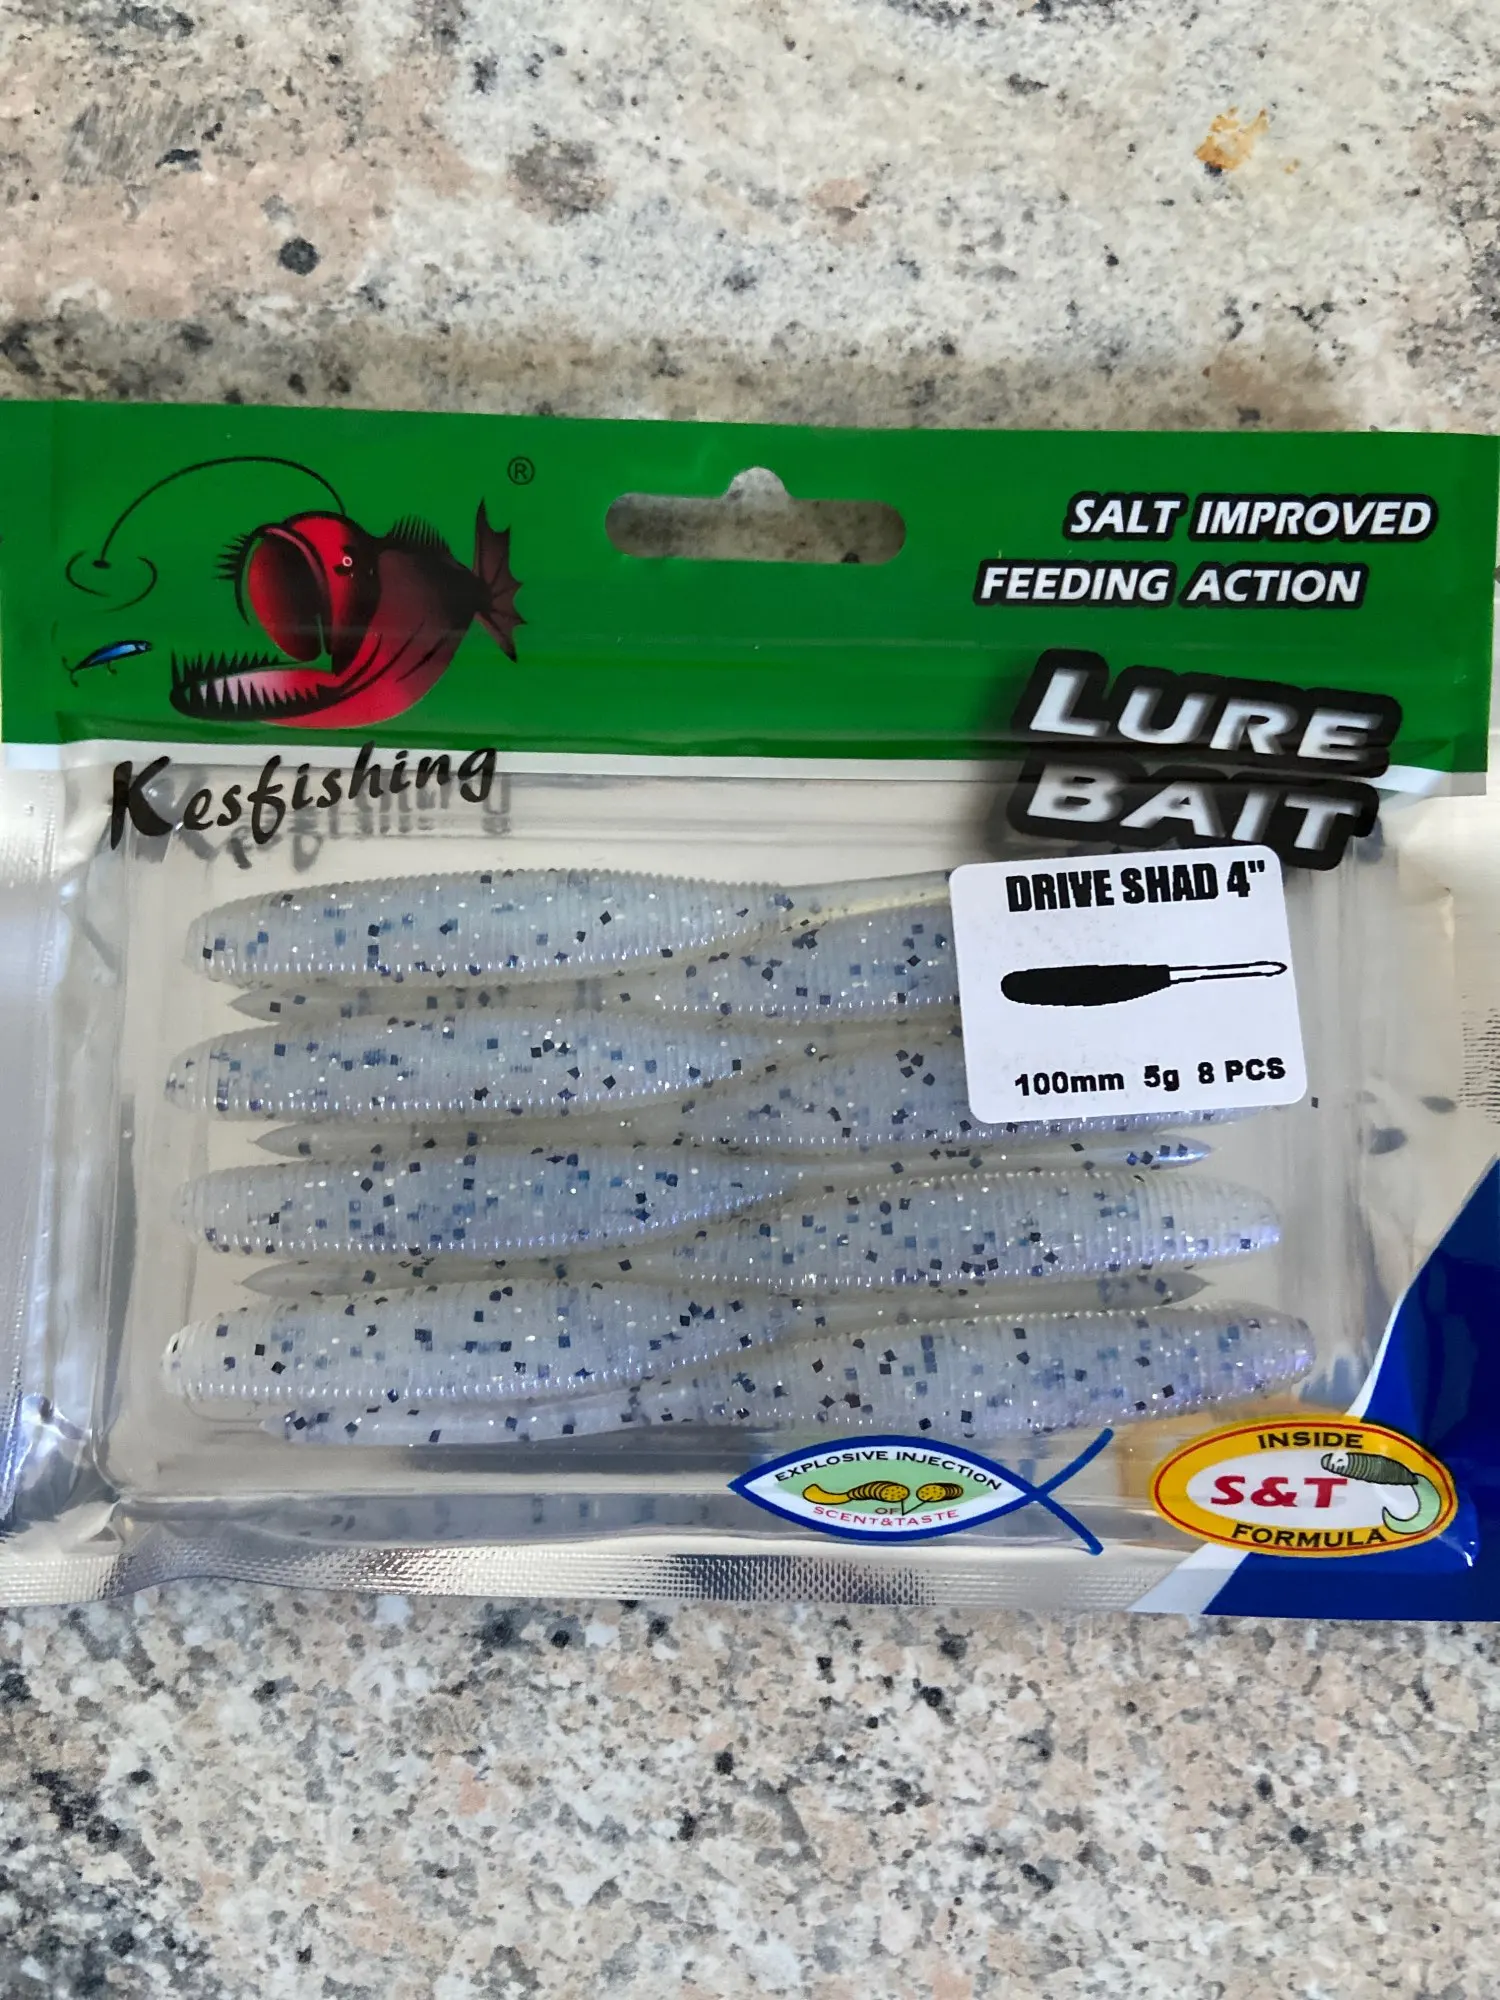 ®
SALT IMPROVED
FEEDING ACTION
LURE
BAIT
Kesfishing
DRIVE SHAD 4"
100mm 5g 8 PCS
EXPLOSIVE INJECTION
OF
SCENT&TASTE
INSIDE
S&T
FORMULA